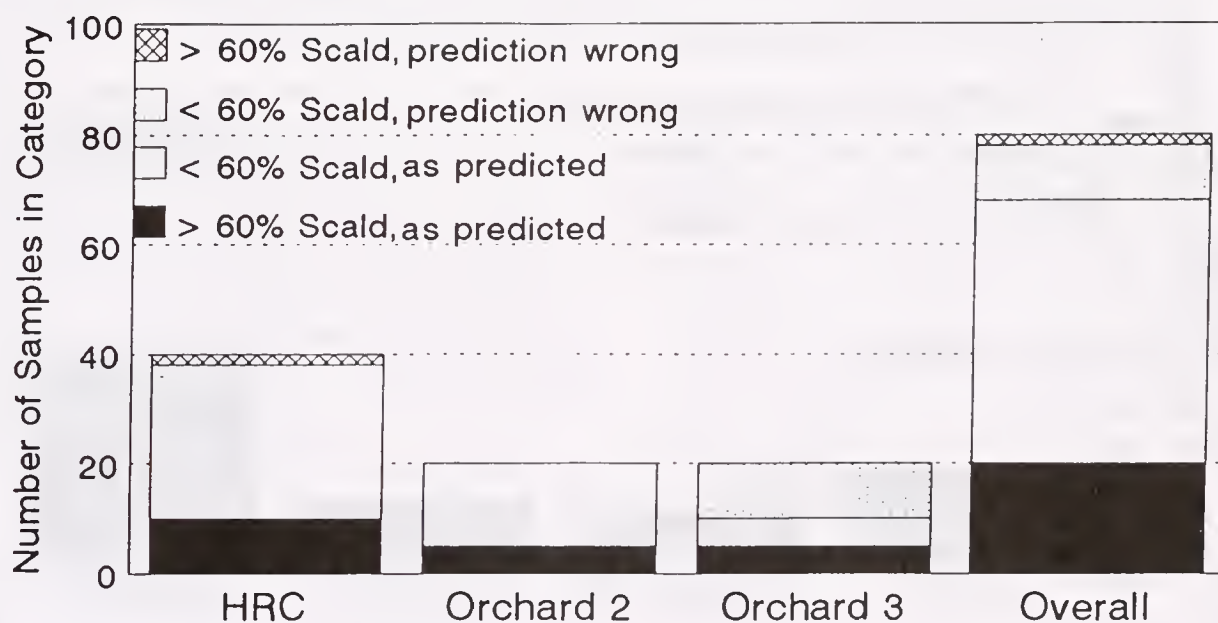 Number of Samples in Category
100
80
60
40
20
0
> 60% Scald, prediction wrong
< 60% Scald, prediction wrong
< 60% Scald, as predicted
> 60% Scald, as predicted
HRC
Orchard 2
Orchard 3
Overall